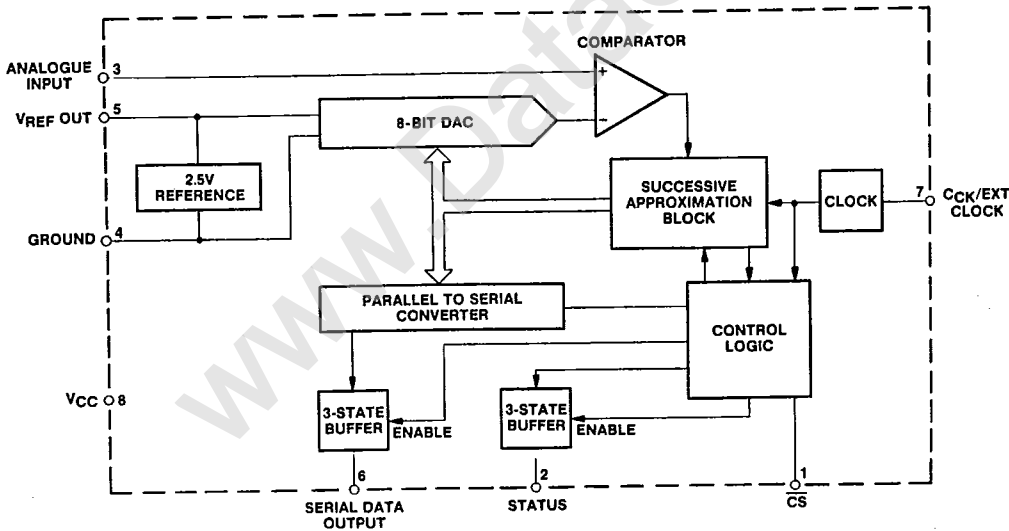 COMPARATOR
ANALOGUE
INPUT
3
+
VREF OUT
5
8-BIT DAC
−
2.5V
REFERENCE
SUCCESSIVE
APPROXIMATION
BLOCK
CLOCK
7
CCK/EXT
CLOCK
GROUND
4
PARALLEL TO SERIAL
CONVERTER
CONTROL
LOGIC
VCC
8
3-STATE
BUFFER
ENABLE
3-STATE
BUFFER
ENABLE
6
SERIAL DATA
OUTPUT
2
STATUS
1
C̅S̅
www.Datac